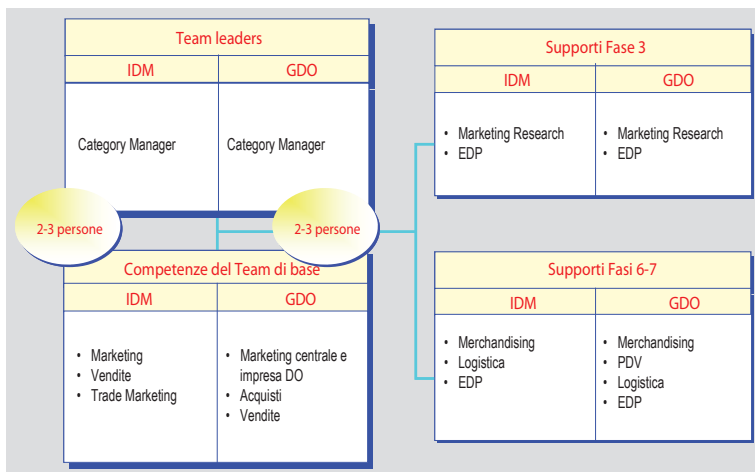 Team leaders
IDM
GDO
Category Manager
Category Manager
2-3 persone
2-3 persone
Competenze del Team di base
IDM
GDO
• Marketing
• Vendite
• Trade Marketing
• Marketing centrale e
impresa DO
• Acquisti
• Vendite
Supporti Fase 3
IDM
GDO
• Marketing Research
• EDP
• Marketing Research
• EDP
Supporti Fasi 6-7
IDM
GDO
• Merchandising
• Logistica
• EDP
• Merchandising
• PDV
• Logistica
• EDP